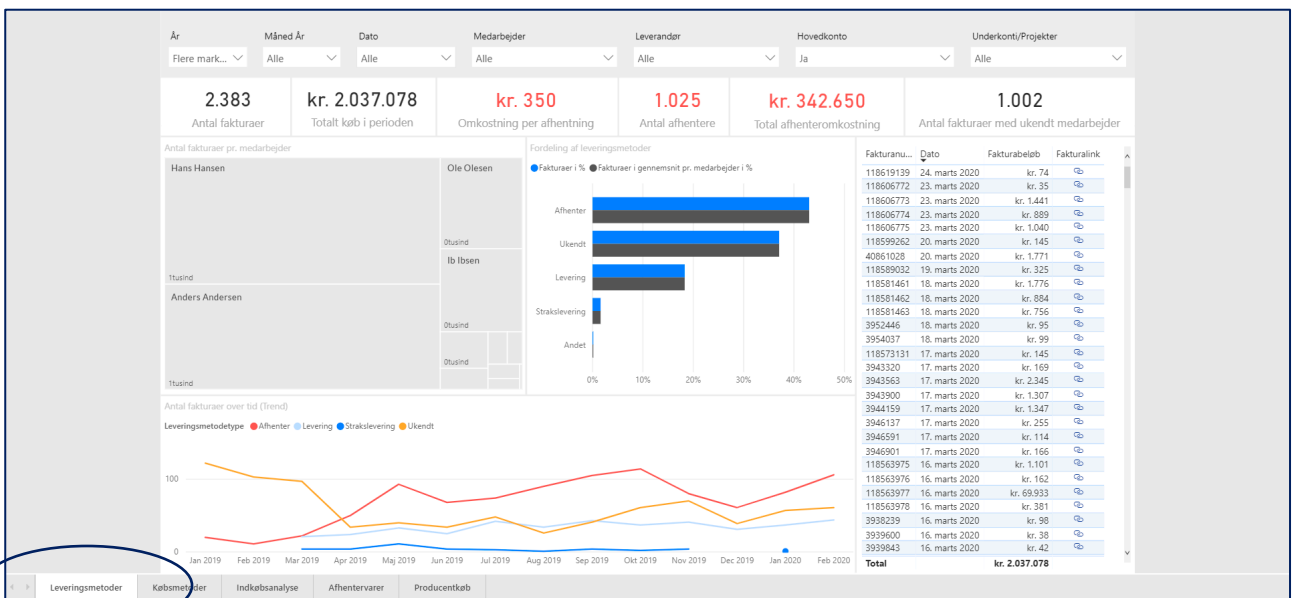 År Måned År Dato Medarbejder Leverandør Hovedkonto Underkonti/Projekter
Flere mark... Alle Alle Alle Alle Ja Alle
2.383 kr. 2.037.078 kr. 350 1.025 kr. 342.650 1.002
Antal fakturaer Totalt køb i perioden Omkostning per afhentning Antal afhentere Total afhenteromkostning Antal fakturaer med ukendt medarbejder
Antal fakturaer pr. medarbejder
Hans Hansen
1tusind
Anders Andersen
1tusind
Ole Olesen
0tusind
Ib Ibsen
0tusind
0tusind
Fordeling af leveringsmetoder
Fakturaer i % Fakturaer i gennemsnit pr. medarbejder i %
Afhenter
Ukendt
Levering
Strakslevering
Andet
0% 10% 20% 30% 40% 50%
Fakturanu... Dato Fakturabeløb Fakturalink
118619139 24. marts 2020 kr. 74
118606772 23. marts 2020 kr. 35
118606773 23. marts 2020 kr. 1.441
118606774 23. marts 2020 kr. 889
118606775 23. marts 2020 kr. 1.040
118599262 20. marts 2020 kr. 145
40861028 20. marts 2020 kr. 1.771
118589032 19. marts 2020 kr. 325
118581461 18. marts 2020 kr. 1.776
118581462 18. marts 2020 kr. 884
118581463 18. marts 2020 kr. 756
3952446 18. marts 2020 kr. 95
3954037 18. marts 2020 kr. 99
118573131 17. marts 2020 kr. 145
3943320 17. marts 2020 kr. 169
3943563 17. marts 2020 kr. 2.345
3943900 17. marts 2020 kr. 1.307
3944159 17. marts 2020 kr. 1.347
3946137 17. marts 2020 kr. 255
3946591 17. marts 2020 kr. 114
3946901 17. marts 2020 kr. 166
118563975 16. marts 2020 kr. 1.101
118563976 16. marts 2020 kr. 162
118563977 16. marts 2020 kr. 69.933
118563978 16. marts 2020 kr. 381
3938239 16. marts 2020 kr. 98
3939600 16. marts 2020 kr. 38
3939843 16. marts 2020 kr. 42
Total kr. 2.037.078
Antal fakturaer over tid (Trend)
Leveringsmetodetype Afhenter Levering Strakslevering Ukendt
100
0
Jan 2019 Feb 2019 Mar 2019 Apr 2019 Maj 2019 Jun 2019 Jul 2019 Aug 2019 Sep 2019 Okt 2019 Nov 2019 Dec 2019 Jan 2020 Feb 2020
Leveringsmetoder Købsmetoder Indkøbsanalyse Afhentervarer Producentkøb